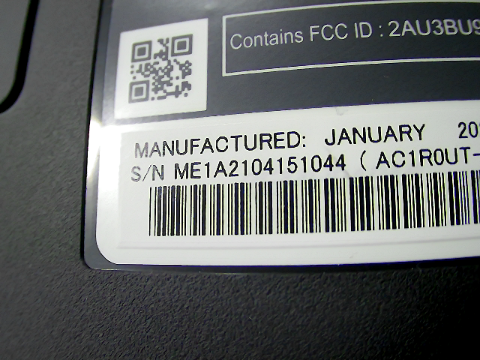 Contains FCC ID : 2AU3BU9
MANUFACTURED: JANUARY 20
S/N ME1A2104151044 ( AC1R0UT-